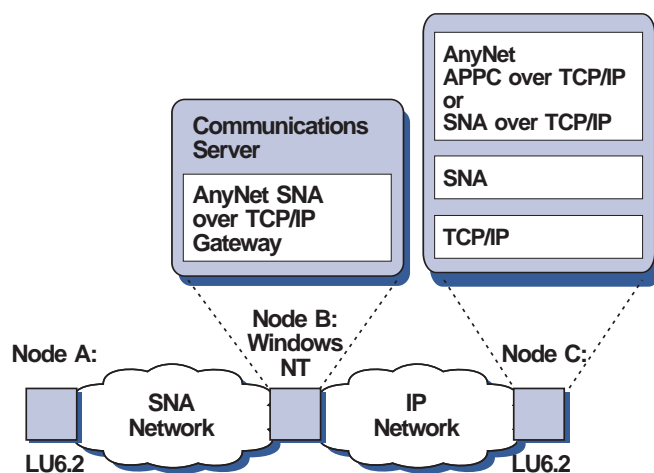 AnyNet
APPC over TCP/IP
or
SNA over TCP/IP
SNA
TCP/IP
Communications
Server
AnyNet SNA
over TCP/IP
Gateway
Node A:
Node B:
Windows
NT
Node C:
SNA
Network
IP
Network
LU6.2
LU6.2